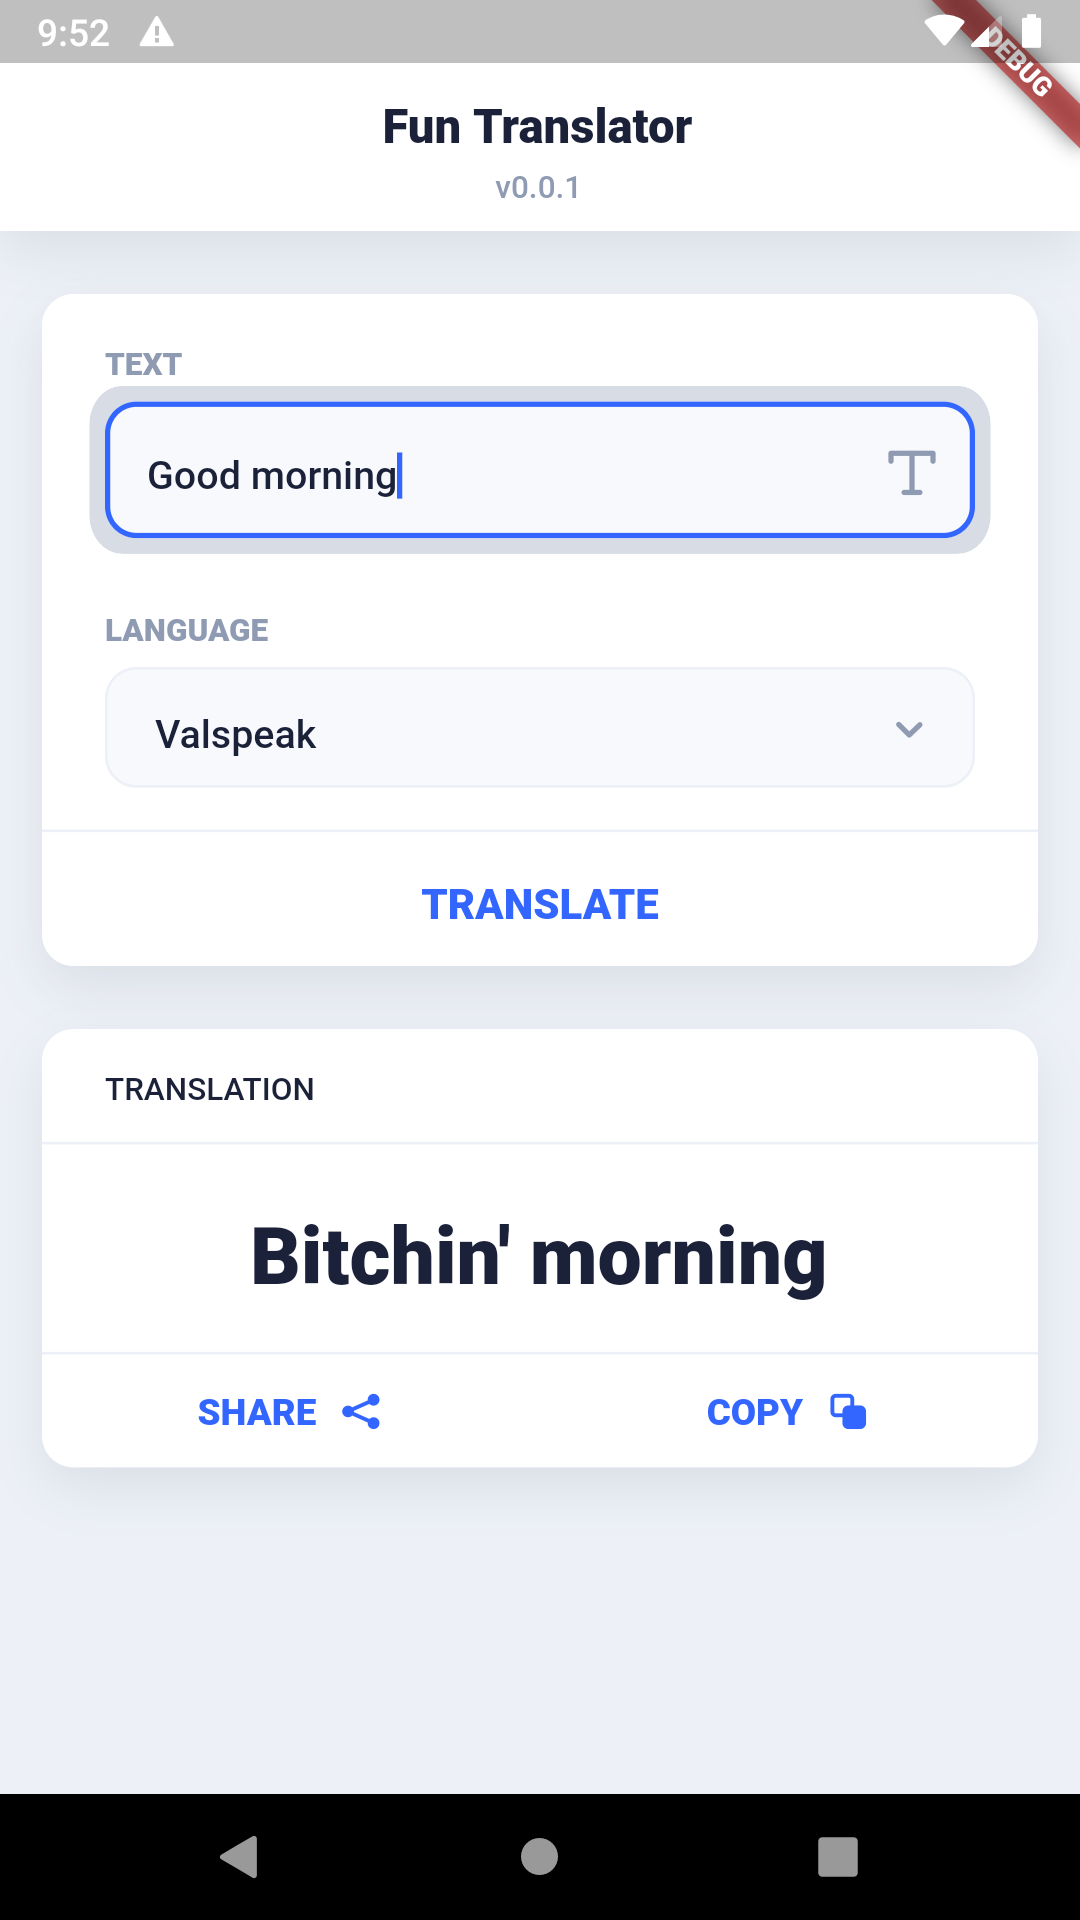 9:52
DEBUG
Fun Translator
v0.0.1
TEXT
Good morning
LANGUAGE
Valspeak
TRANSLATE
TRANSLATION
Bitchin' morning
SHARE
COPY